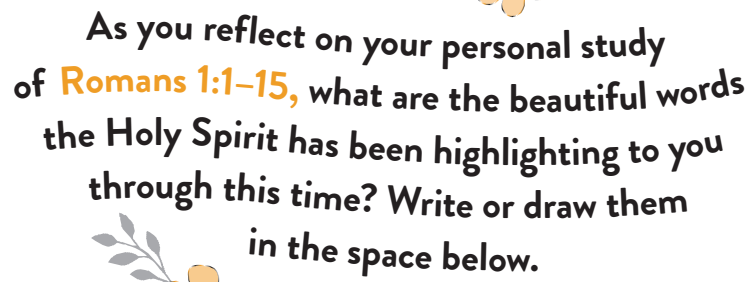 As you reflect on your personal study
of Romans 1:1–15, what are the beautiful words
the Holy Spirit has been highlighting to you
through this time? Write or draw them
in the space below.